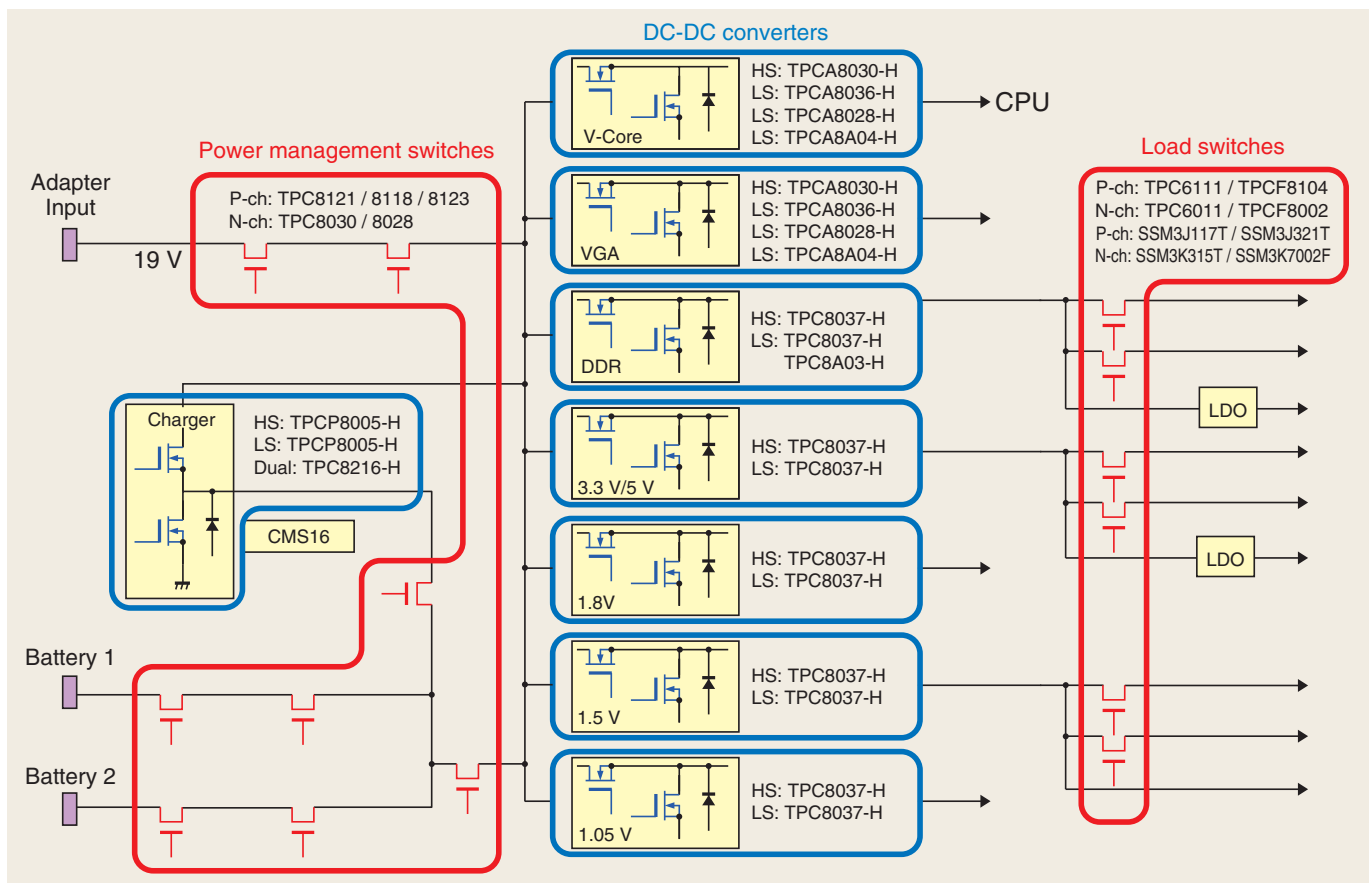 DC-DC converters
HS: TPCA8030-H
LS: TPCA8036-H
LS: TPCA8028-H
LS: TPCA8A04-H
V-Core
CPU
Power management switches
Load switches
Adapter
Input
P-ch: TPC8121 / 8118 / 8123
N-ch: TPC8030 / 8028
19 V
HS: TPCA8030-H
LS: TPCA8036-H
LS: TPCA8028-H
LS: TPCA8A04-H
VGA
P-ch: TPC6111 / TPCF8104
N-ch: TPC6011 / TPCF8002
P-ch: SSM3J117T / SSM3J321T
N-ch: SSM3K315T / SSM3K7002F
HS: TPC8037-H
LS: TPC8037-H
TPC8A03-H
DDR
LDO
Charger
HS: TPCP8005-H
LS: TPCP8005-H
Dual: TPC8216-H
CMS16
HS: TPC8037-H
LS: TPC8037-H
3.3 V/5 V
LDO
HS: TPC8037-H
LS: TPC8037-H
1.8V
Battery 1
HS: TPC8037-H
LS: TPC8037-H
1.5 V
Battery 2
HS: TPC8037-H
LS: TPC8037-H
1.05 V